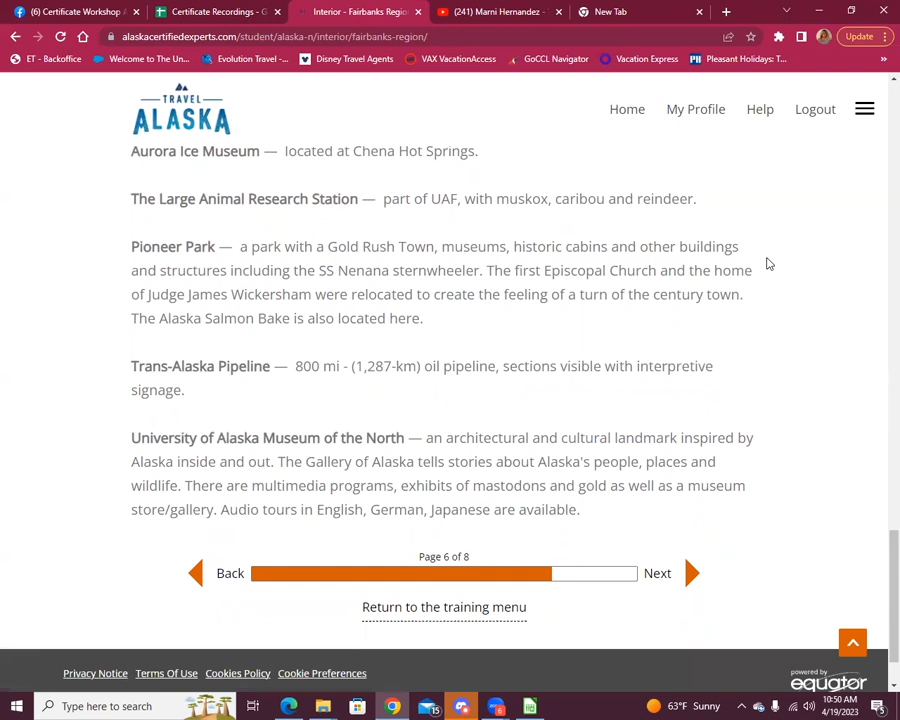 (6) Certificate Workshop A
Certificate Recordings - G
Interior - Fairbanks Regio
(241) Marni Hernandez -
New Tab
alaskacertifiedexperts.com/student/alaska-n/interior/fairbanks-region/
Update
ET - Backoffice
Welcome to The Un...
Evolution Travel -...
Disney Travel Agents
VAX VacationAccess
GoCCL Navigator
Vacation Express
Pleasant Holidays: T...
TRAVEL
ALASKA
Home
My Profile
Help
Logout
Aurora Ice Museum — located at Chena Hot Springs.
The Large Animal Research Station — part of UAF, with muskox, caribou and reindeer.
Pioneer Park — a park with a Gold Rush Town, museums, historic cabins and other buildings
and structures including the SS Nenana sternwheeler. The first Episcopal Church and the home
of Judge James Wickersham were relocated to create the feeling of a turn of the century town.
The Alaska Salmon Bake is also located here.
Trans-Alaska Pipeline — 800 mi - (1,287-km) oil pipeline, sections visible with interpretive
signage.
University of Alaska Museum of the North — an architectural and cultural landmark inspired by
Alaska inside and out. The Gallery of Alaska tells stories about Alaska's people, places and
wildlife. There are multimedia programs, exhibits of mastodons and gold as well as a museum
store/gallery. Audio tours in English, German, Japanese are available.
Page 6 of 8
Back
Next
Return to the training menu
Privacy Notice
Terms Of Use
Cookies Policy
Cookie Preferences
powered by
equator
Type here to search
15
6
63°F Sunny
10:50 AM
4/19/2023
5